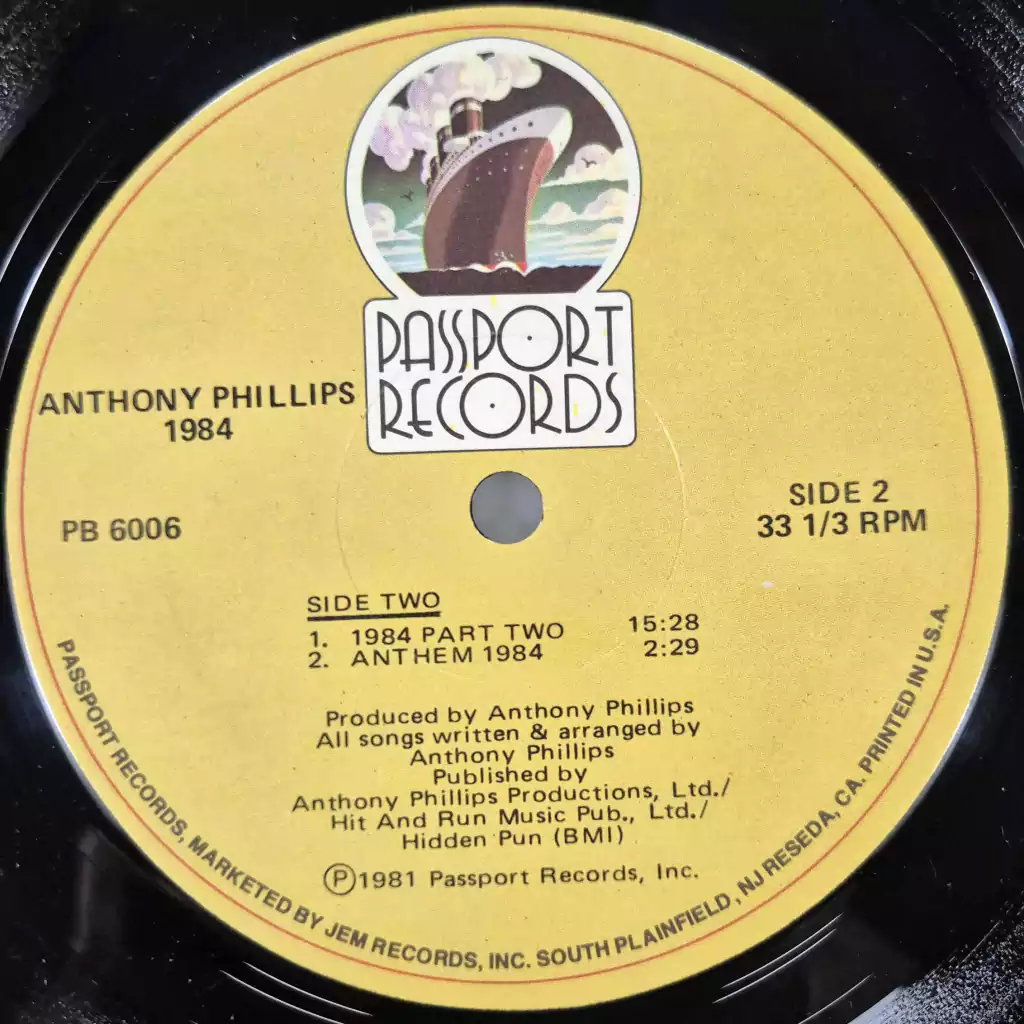 PASSPORT
RECORDS
ANTHONY PHILLIPS
1984
PB 6006
SIDE 2
33 1/3 RPM
SIDE TWO
1. 1984 PART TWO 15:28
2. ANTHEM 1984 2:29
Produced by Anthony Phillips
All songs written & arranged by
Anthony Phillips
Published by
Anthony Phillips Productions, Ltd./
Hit And Run Music Pub., Ltd./
Hidden Pun (BMI)
Ⓟ1981 Passport Records, Inc.
PASSPORT RECORDS, MARKETED BY JEM RECORDS, INC. SOUTH PLAINFIELD, NJ RESEDA, CA. PRINTED IN U.S.A.